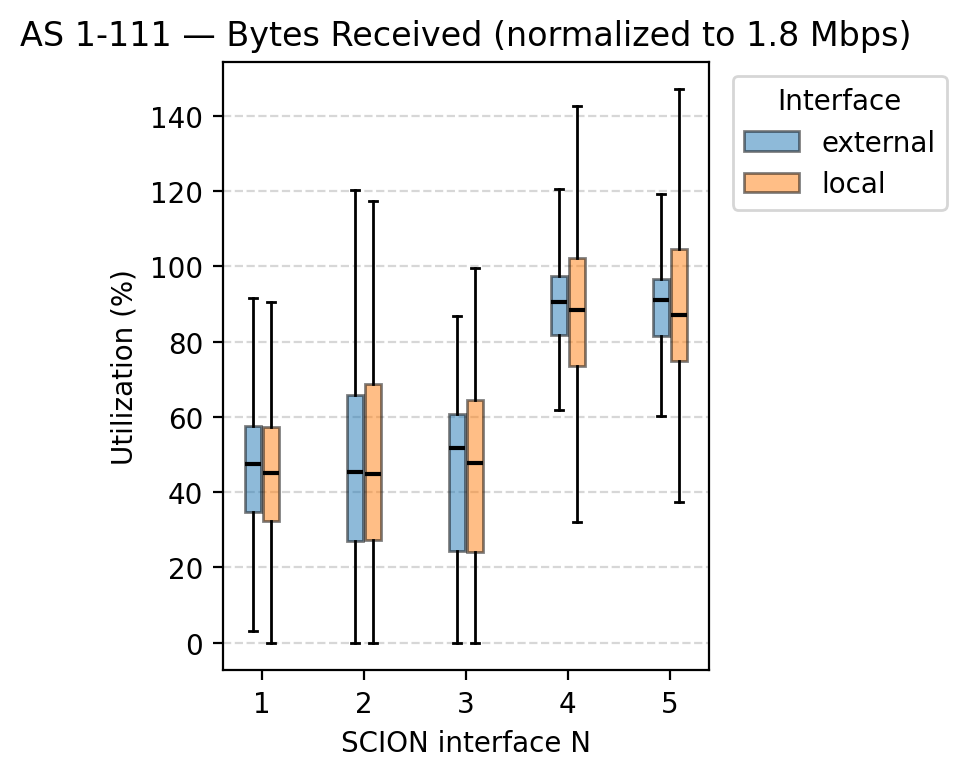 AS 1-111 — Bytes Received (normalized to 1.8 Mbps)
Interface
external
local
Utilization (%)
140
120
100
80
60
40
20
0
1 2 3 4 5
SCION interface N